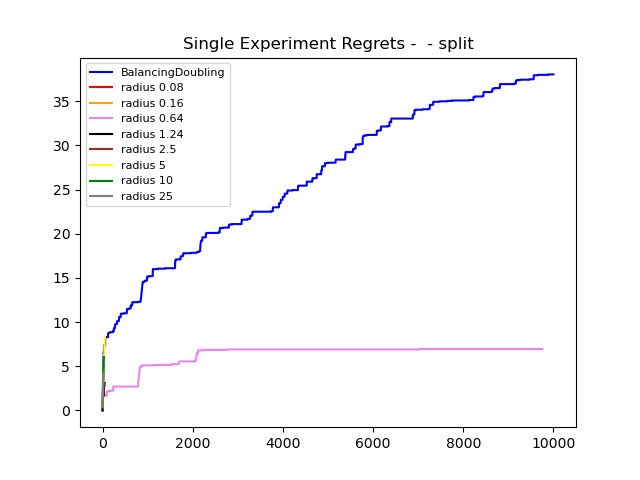 Single Experiment Regrets -  - split
BalancingDoubling
radius 0.08
radius 0.16
radius 0.64
radius 1.24
radius 2.5
radius 5
radius 10
radius 25
35
30
25
20
15
10
5
0
0 2000 4000 6000 8000 10000